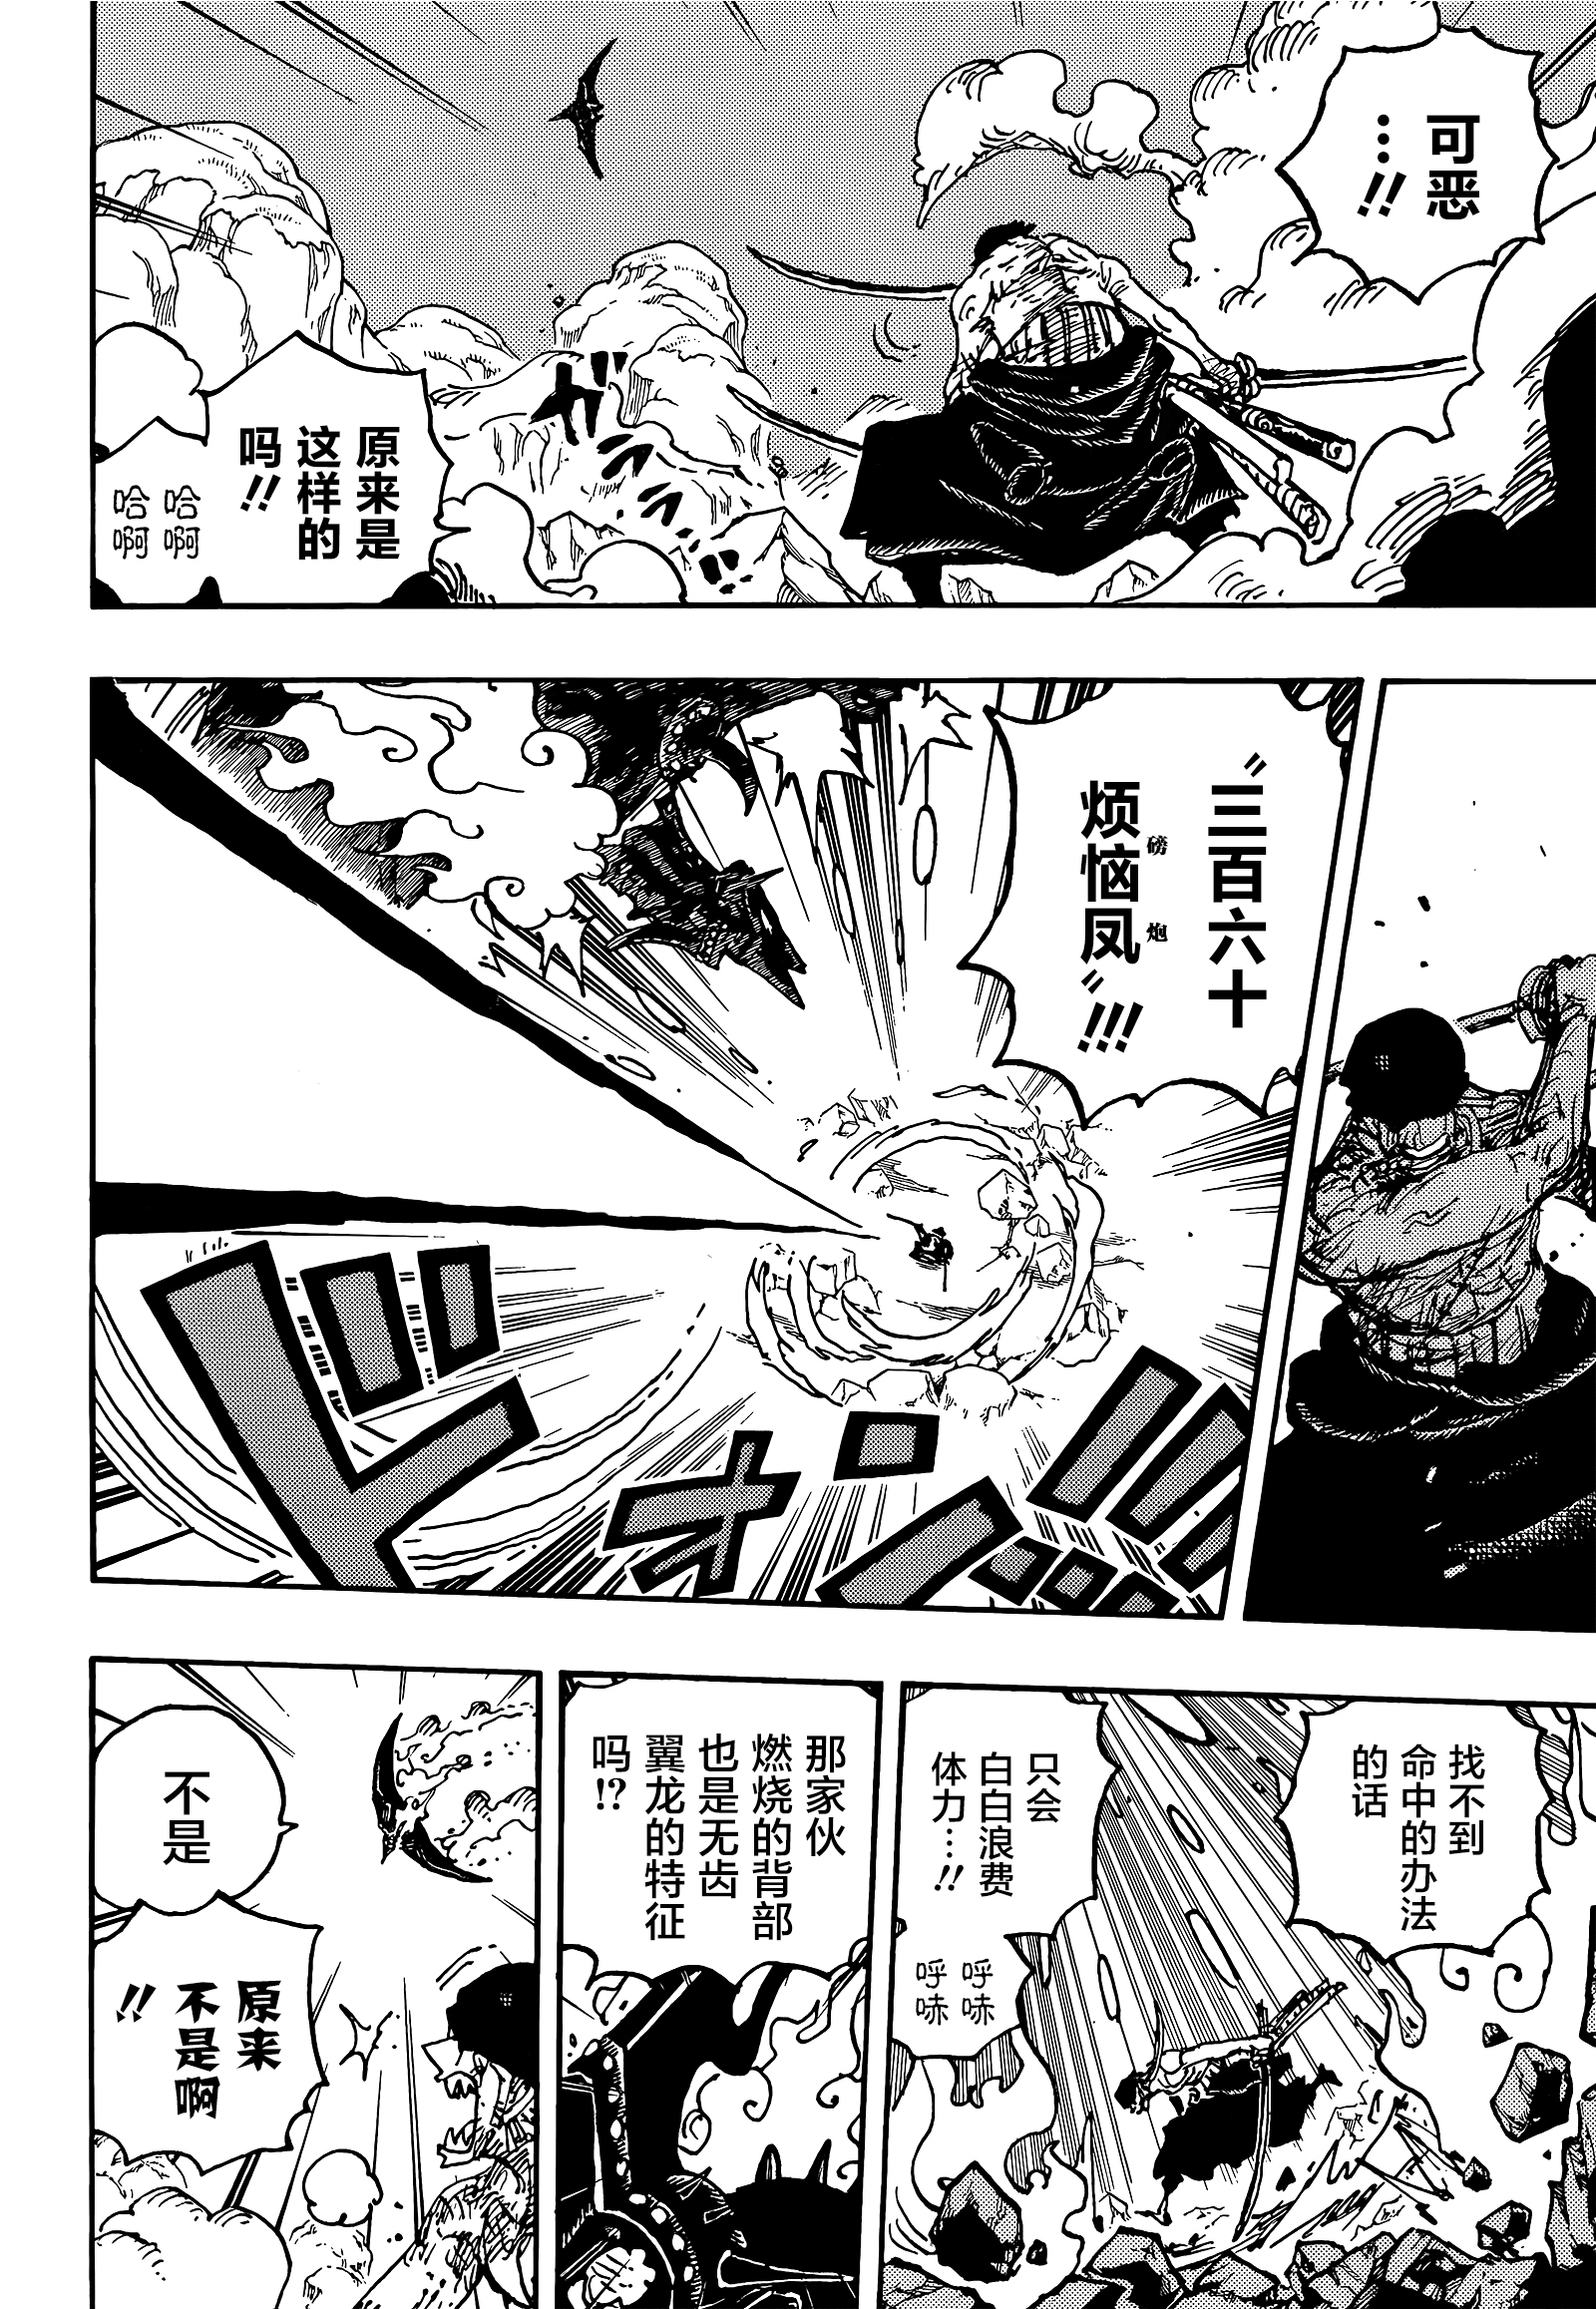 可恶
…!!
原来是
这样的
吗!!
哈啊
哈啊
〝三百六十
烦恼凤〟!!!
磅炮
ドォン
找不到
命中的办法
的话
只会
白白浪费
体力…!!
呼哧
呼哧
那家伙
燃烧的背部
也是无齿
翼龙的特征
吗!?
不是
原来
不是啊
!!